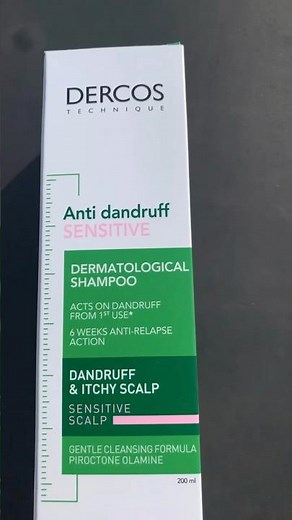 DERCOS
TECHNIQUE
Anti dandruff
SENSITIVE
DERMATOLOGICAL
SHAMPOO
ACTS ON DANDRUFF
FROM 1ST USE*
6 WEEKS ANTI-RELAPSE
ACTION
DANDRUFF
& ITCHY SCALP
SENSITIVE
SCALP
GENTLE CLEANSING FORMULA
PIROCTONE OLAMINE
200 ml